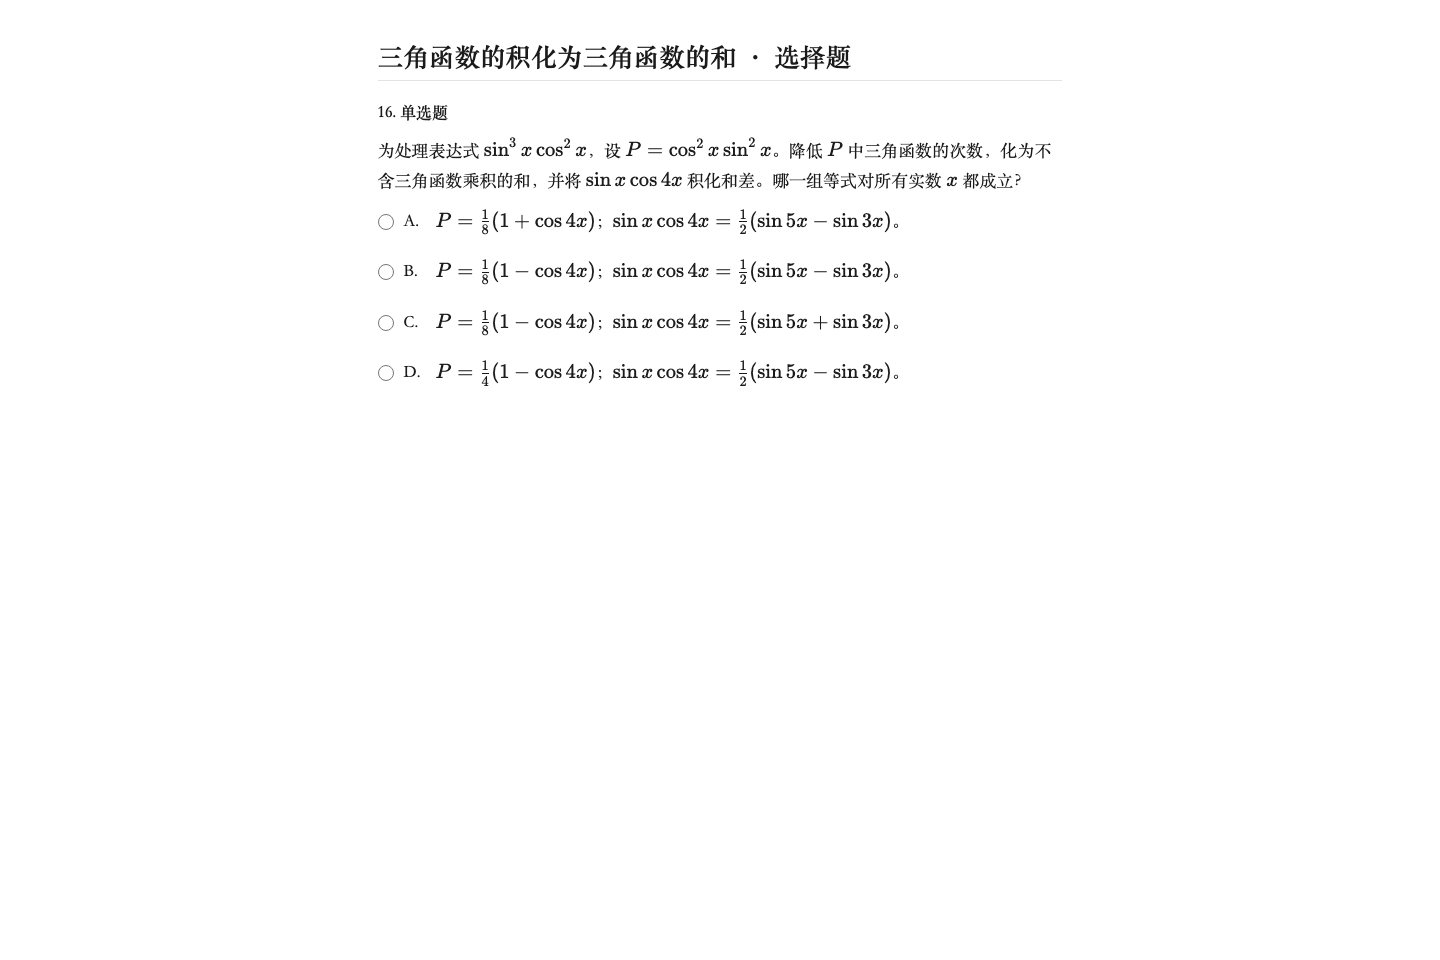 三角函数的积化为三角函数的和 · 选择题
16. 单选题
为处理表达式 sin³ x cos² x，设 P = cos² x sin² x。降低 P 中三角函数的次数，化为不
含三角函数乘积的和，并将 sin x cos 4x 积化和差。哪一组等式对所有实数 x 都成立？
A. P = 1/8(1 + cos 4x)；sin x cos 4x = 1/2(sin 5x − sin 3x)。
B. P = 1/8(1 − cos 4x)；sin x cos 4x = 1/2(sin 5x − sin 3x)。
C. P = 1/8(1 − cos 4x)；sin x cos 4x = 1/2(sin 5x + sin 3x)。
D. P = 1/4(1 − cos 4x)；sin x cos 4x = 1/2(sin 5x − sin 3x)。